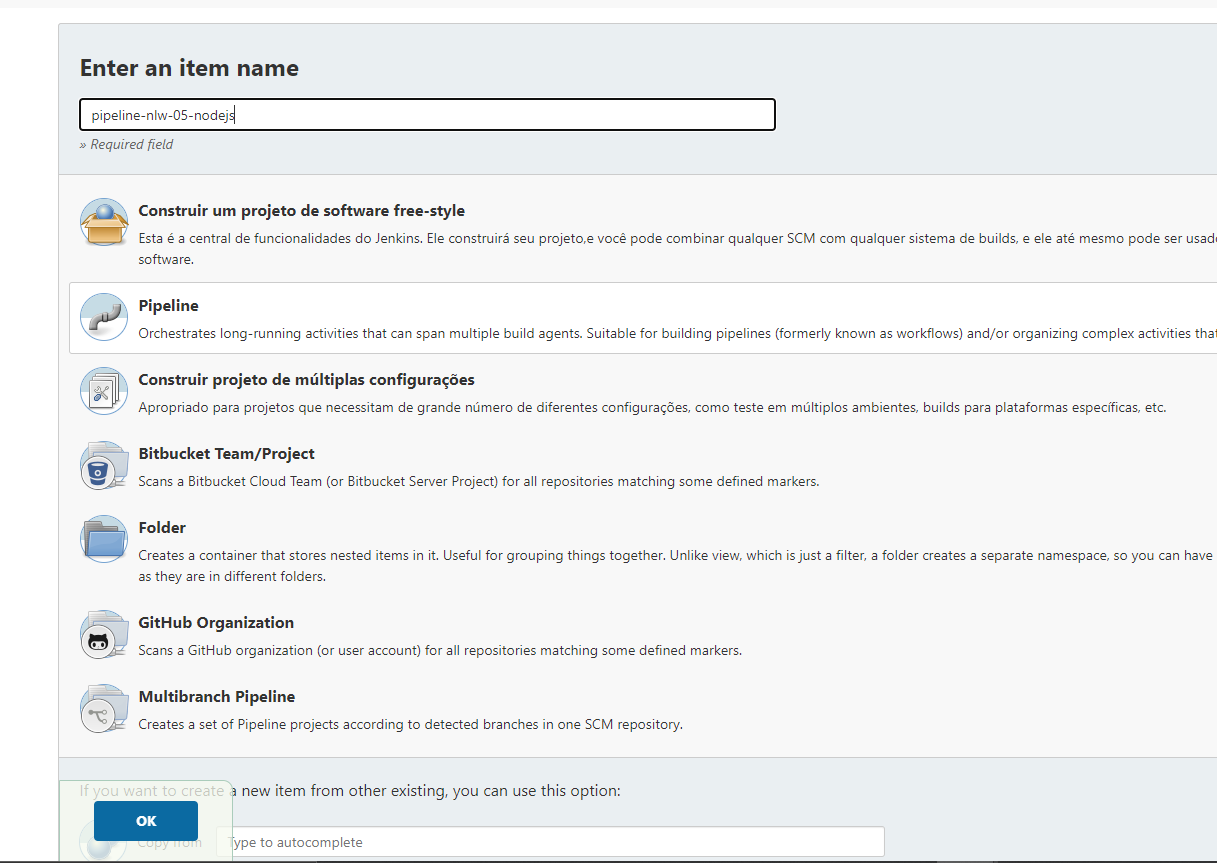 Enter an item name
pipeline-nlw-05-nodejs
» Required field
Construir um projeto de software free-style
Esta é a central de funcionalidades do Jenkins. Ele construirá seu projeto,e você pode combinar qualquer SCM com qualquer sistema de builds, e ele até mesmo pode ser usado
software.
Pipeline
Orchestrates long-running activities that can span multiple build agents. Suitable for building pipelines (formerly known as workflows) and/or organizing complex activities that
Construir projeto de múltiplas configurações
Apropriado para projetos que necessitam de grande número de diferentes configurações, como teste em múltiplos ambientes, builds para plataformas específicas, etc.
Bitbucket Team/Project
Scans a Bitbucket Cloud Team (or Bitbucket Server Project) for all repositories matching some defined markers.
Folder
Creates a container that stores nested items in it. Useful for grouping things together. Unlike view, which is just a filter, a folder creates a separate namespace, so you can have
as they are in different folders.
GitHub Organization
Scans a GitHub organization (or user account) for all repositories matching some defined markers.
Multibranch Pipeline
Creates a set of Pipeline projects according to detected branches in one SCM repository.
If you want to create a new item from other existing, you can use this option:
OK
Copy from
Type to autocomplete